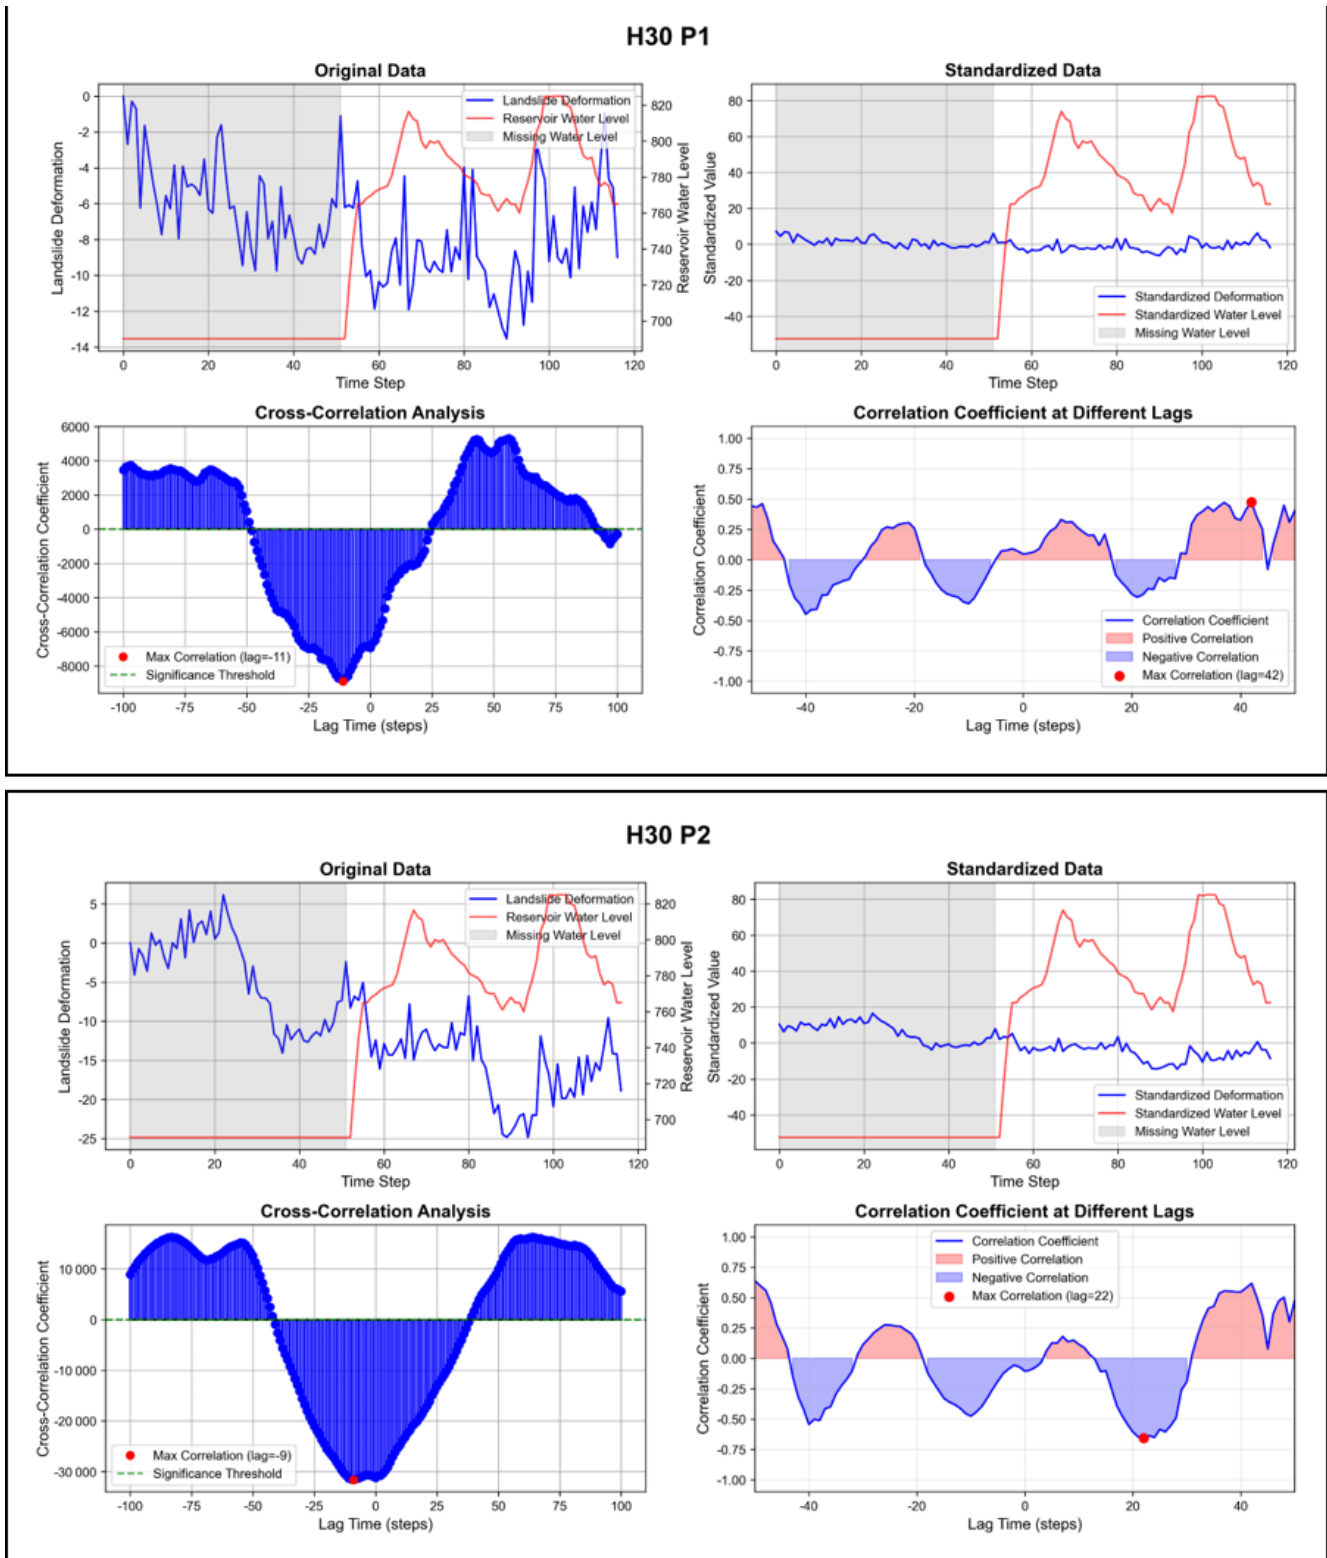 H30 P1
Original Data
Landslide Deformation
Reservoir Water Level
Missing Water Level
0
-2
-4
-6
-8
-10
-12
-14
Landslide Deformation
820
800
780
760
740
720
700
Reservoir Water Level
0 20 40 60 80 100 120
Time Step
Standardized Data
80
60
40
20
0
-20
-40
Standardized Value
Standardized Deformation
Standardized Water Level
Missing Water Level
0 20 40 60 80 100 120
Time Step
Cross-Correlation Analysis
6000
4000
2000
0
-2000
-4000
-6000
-8000
Cross-Correlation Coefficient
Max Correlation (lag=-11)
Significance Threshold
-100 -75 -50 -25 0 25 50 75 100
Lag Time (steps)
Correlation Coefficient at Different Lags
1.00
0.75
0.50
0.25
0.00
-0.25
-0.50
-0.75
-1.00
Correlation Coefficient
Correlation Coefficient
Positive Correlation
Negative Correlation
Max Correlation (lag=42)
-40 -20 0 20 40
Lag Time (steps)
H30 P2
Original Data
Landslide Deformation
Reservoir Water Level
Missing Water Level
5
0
-5
-10
-15
-20
-25
Landslide Deformation
820
800
780
760
740
720
700
Reservoir Water Level
0 20 40 60 80 100 120
Time Step
Standardized Data
80
60
40
20
0
-20
-40
Standardized Value
Standardized Deformation
Standardized Water Level
Missing Water Level
0 20 40 60 80 100 120
Time Step
Cross-Correlation Analysis
10 000
0
-10 000
-20 000
-30 000
Cross-Correlation Coefficient
Max Correlation (lag=-9)
Significance Threshold
-100 -75 -50 -25 0 25 50 75 100
Lag Time (steps)
Correlation Coefficient at Different Lags
1.00
0.75
0.50
0.25
0.00
-0.25
-0.50
-0.75
-1.00
Correlation Coefficient
Correlation Coefficient
Positive Correlation
Negative Correlation
Max Correlation (lag=22)
-40 -20 0 20 40
Lag Time (steps)